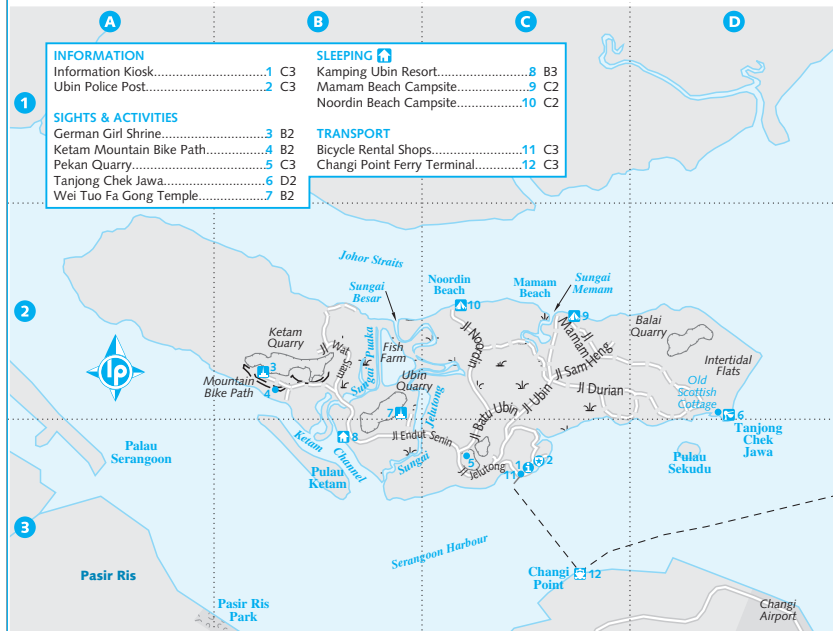 A B C D
INFORMATION
Information Kiosk............................1 C3
Ubin Police Post..............................2 C3
SIGHTS & ACTIVITIES
German Girl Shrine..........................3 B2
Ketam Mountain Bike Path...............4 B2
Pekan Quarry..................................5 C3
Tanjong Chek Jawa..........................6 D2
Wei Tuo Fa Gong Temple.................7 B2
SLEEPING
Kamping Ubin Resort.......................8 B3
Mamam Beach Campsite..................9 C2
Noordin Beach Campsite................10 C2
TRANSPORT
Bicycle Rental Shops......................11 C3
Changi Point Ferry Terminal............12 C3
1
Johor Straits
Sungai
Besar
Noordin
Beach
10
Mamam
Beach
Sungai
Memam
9
2
Ketam
Quarry
Jl Wat
Siam
Sungai Puaka
Fish
Farm
Jl Noordin
Jl
Mamam
Balai
Quarry
lp
3
Mountain
Bike Path
4
Ubin
Quarry
Jl Sam Heng
Intertidal
Flats
Jl Ubin
Jl Durian
Old
Scottish
Cottage
7
Jelutong
Jl Batu Ubin
6
Tanjong
Chek
Jawa
Palau
Serangoon
Ketam
Channel
8
Jl Endut Senin
Sungai
5
Jl Jelutong
1
2
11
Pulau
Sekudu
Pulau
Ketam
3
Serangoon Harbour
Pasir Ris
Changi
Point
12
Pasir Ris
Park
Changi
Airport